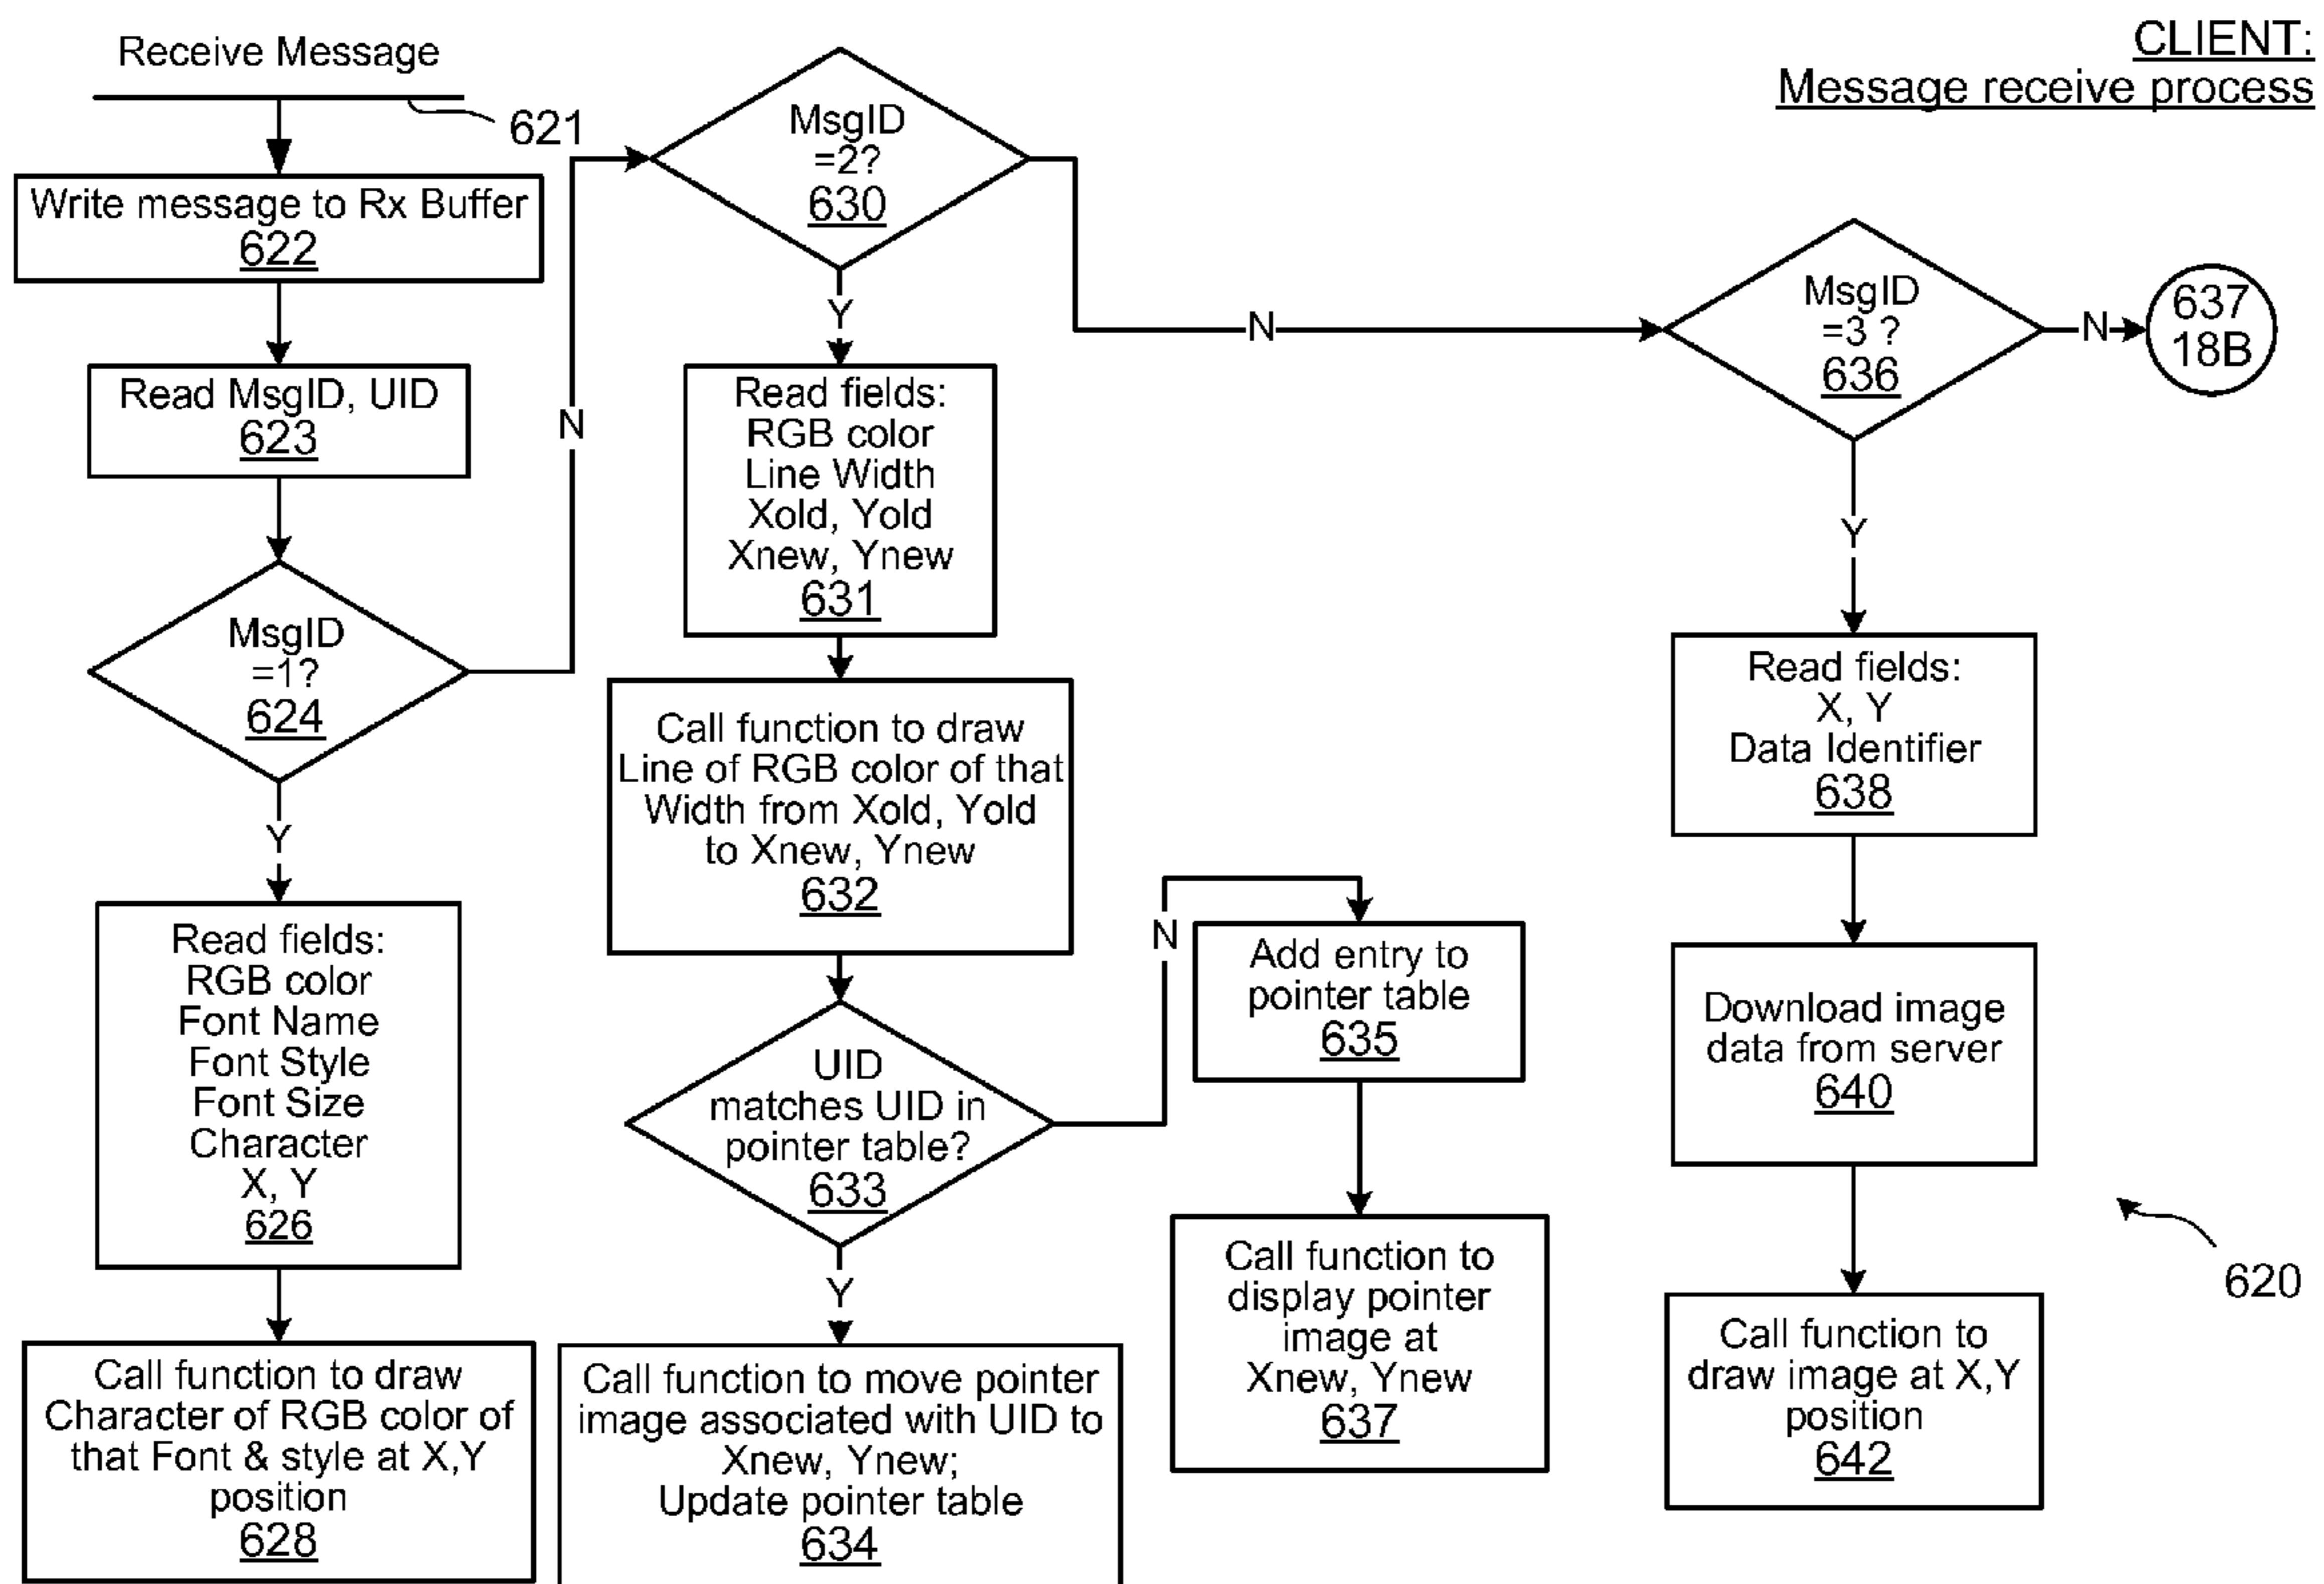 CLIENT:
Message receive process
Receive Message
621
Write message to Rx Buffer
622
Read MsgID, UID
623
MsgID
=1?
624
N
Y
Read fields:
RGB color
Font Name
Font Style
Font Size
Character
X, Y
626
Call function to draw
Character of RGB color of
that Font & style at X,Y
position
628
MsgID
=2?
630
N
Y
Read fields:
RGB color
Line Width
Xold, Yold
Xnew, Ynew
631
Call function to draw
Line of RGB color of that
Width from Xold, Yold
to Xnew, Ynew
632
UID
matches UID in
pointer table?
633
N
Y
Call function to move pointer
image associated with UID to
Xnew, Ynew;
Update pointer table
634
Add entry to
pointer table
635
Call function to
display pointer
image at
Xnew, Ynew
637
MsgID
=3 ?
636
N
637
18B
Y
Read fields:
X, Y
Data Identifier
638
Download image
data from server
640
Call function to
draw image at X,Y
position
642
620